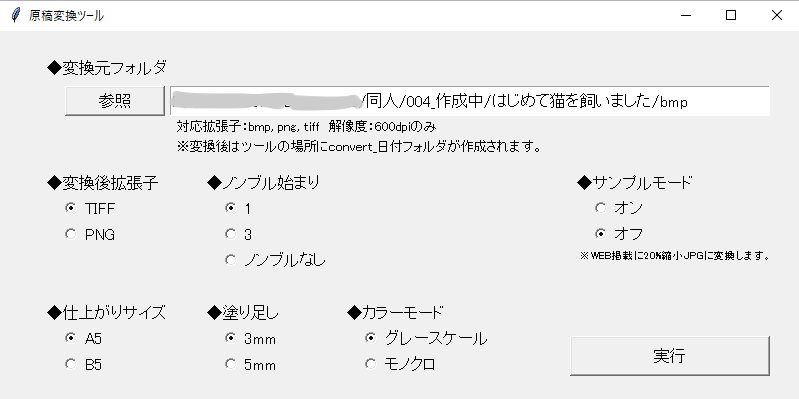 原稿変換ツール
◆変換元フォルダ
参照
/同人/004_作成中/はじめて猫を飼いました/bmp
対応拡張子：bmp, png, tiff　解像度：600dpiのみ
※変換後はツールの場所にconvert_日付フォルダが作成されます。
◆変換後拡張子
TIFF
PNG
◆ノンブル始まり
1
3
ノンブルなし
◆サンプルモード
オン
オフ
※WEB掲載に20%縮小JPGに変換します。
◆仕上がりサイズ
A5
B5
◆塗り足し
3mm
5mm
◆カラーモード
グレースケール
モノクロ
実行